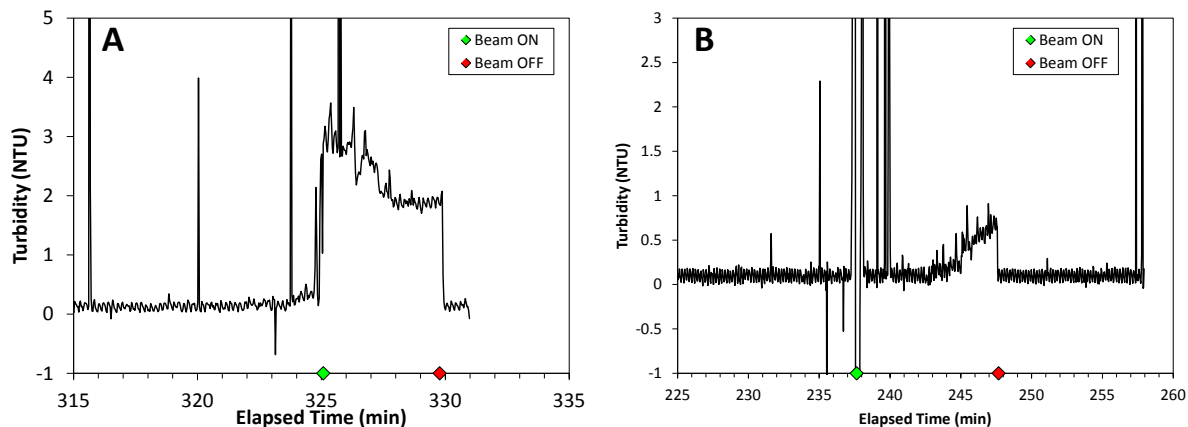 A
Beam ON
Beam OFF
5
4
3
2
1
0
-1
Turbidity (NTU)
315
320
325
330
335
Elapsed Time (min)
B
Beam ON
Beam OFF
3
2.5
2
1.5
1
0.5
0
-0.5
-1
Turbidity (NTU)
225
230
235
240
245
250
255
260
Elapsed Time (min)